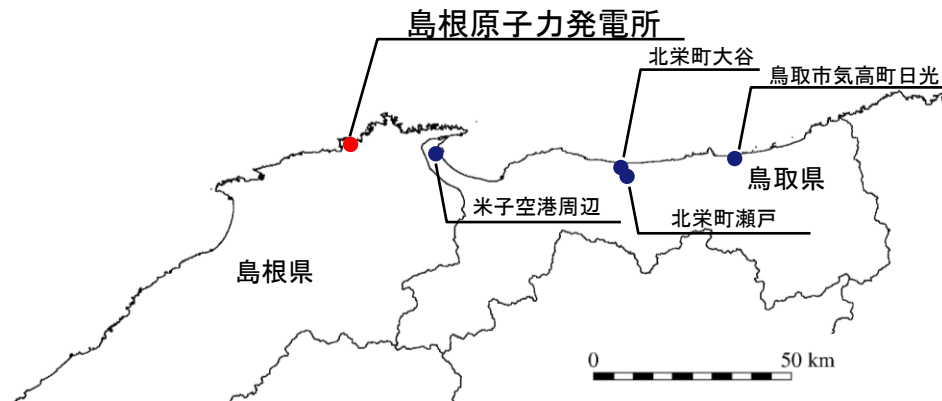 島根原子力発電所
北栄町大谷
鳥取市気高町日光
鳥取県
米子空港周辺
北栄町瀬戸
島根県
0 50 km